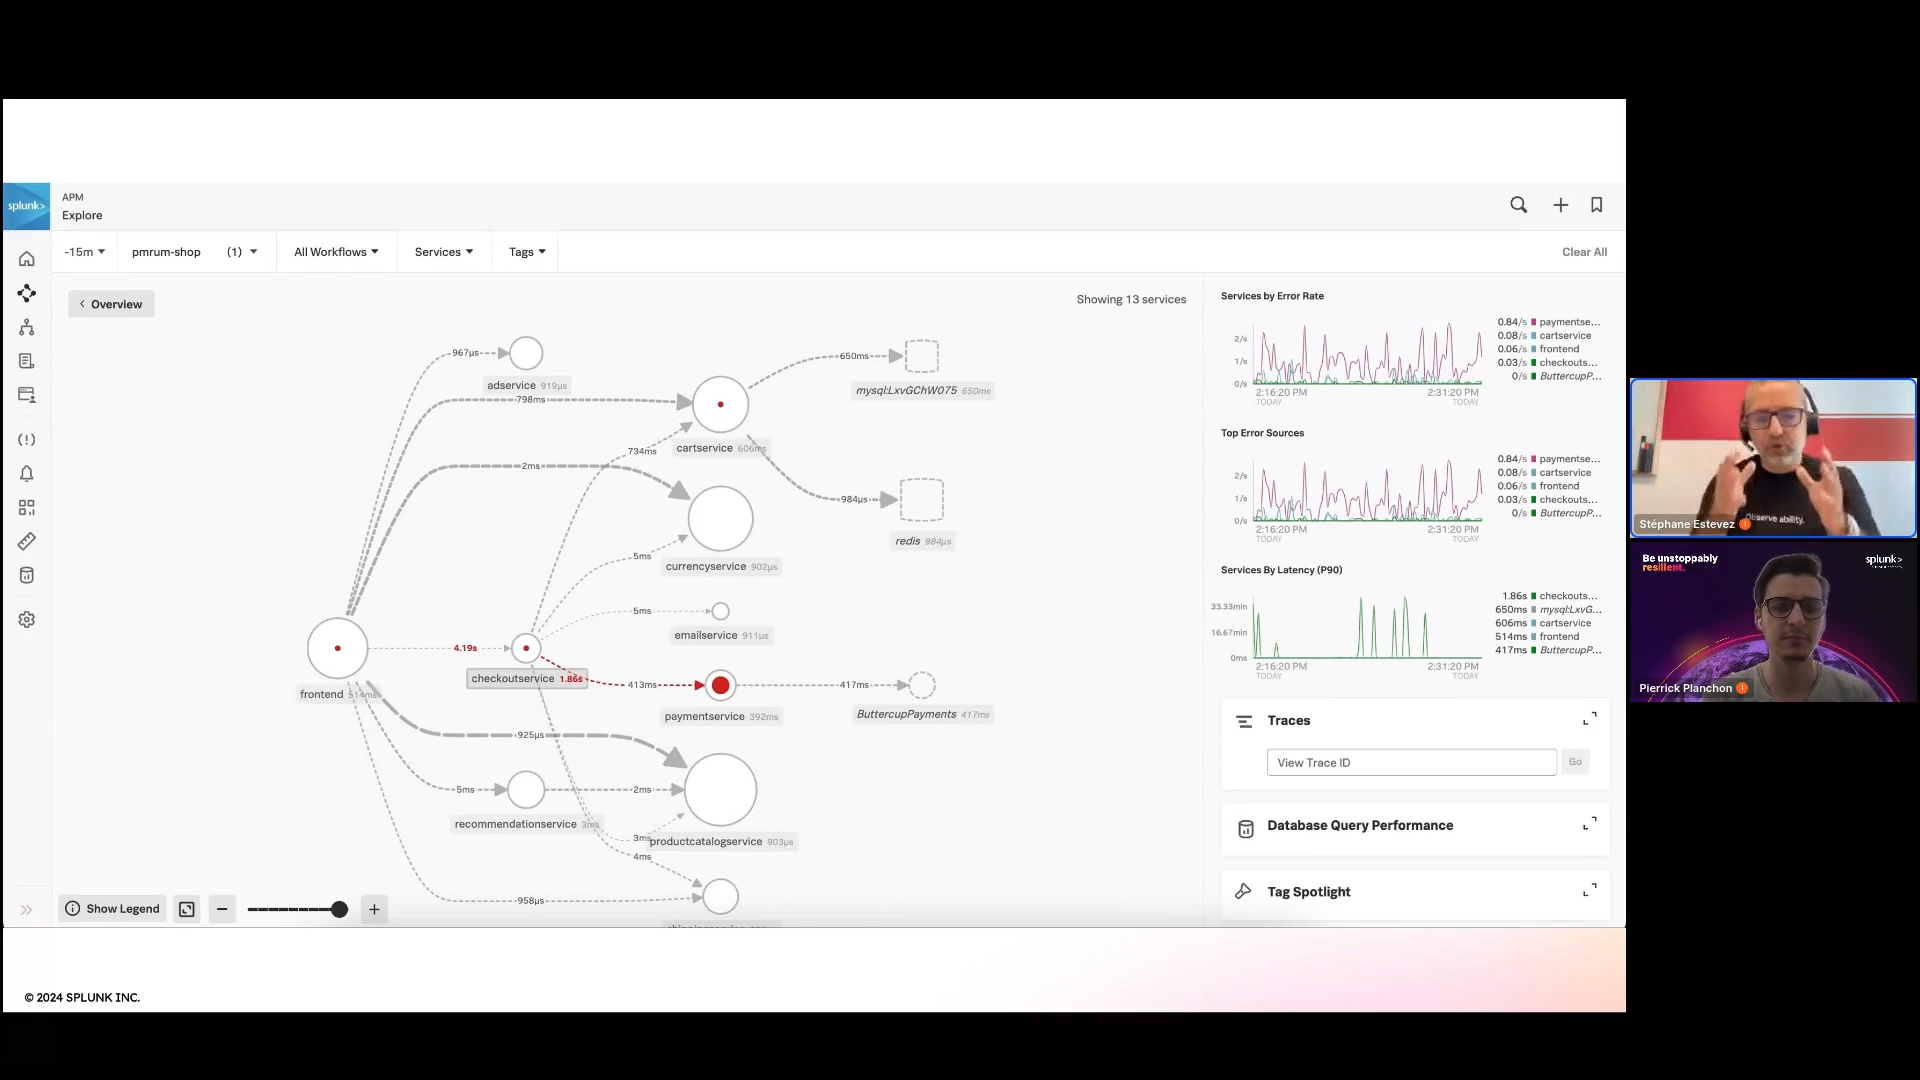 splunk>
APM
Explore
-15m
pmrum-shop (1)
All Workflows
Services
Tags
Clear All
Overview
Showing 13 services
967µs
adservice 919µs
798ms
650ms
mysql:LxvGChW075 650ms
734ms
cartservice 606ms
2ms
984µs
redis 984µs
5ms
currencyservice 902µs
5ms
emailservice 911µs
4.19s
checkoutservice 1.86s
frontend 514ms
413ms
paymentservice 392ms
417ms
ButtercupPayments 417ms
925µs
5ms
recommendationservice 3ms
2ms
3ms
productcatalogservice 903µs
4ms
958µs
Show Legend
Services by Error Rate
2/s
1/s
0/s
2:16:20 PM
TODAY
2:31:20 PM
TODAY
0.84/s paymentse...
0.08/s cartservice
0.06/s frontend
0.03/s checkouts...
0/s ButtercupP...
Top Error Sources
2/s
1/s
0/s
2:16:20 PM
TODAY
2:31:20 PM
TODAY
0.84/s paymentse...
0.08/s cartservice
0.06/s frontend
0.03/s checkouts...
0/s ButtercupP...
Services By Latency (P90)
33.33min
16.67min
0ms
2:16:20 PM
TODAY
2:31:20 PM
TODAY
1.86s checkouts...
650ms mysql:LxvG...
606ms cartservice
514ms frontend
417ms ButtercupP...
Traces
View Trace ID
Go
Database Query Performance
Tag Spotlight
© 2024 SPLUNK INC.
Observe ability.
Stéphane Estevez
Be unstoppably
resilient.
splunk>
Pierrick Planchon